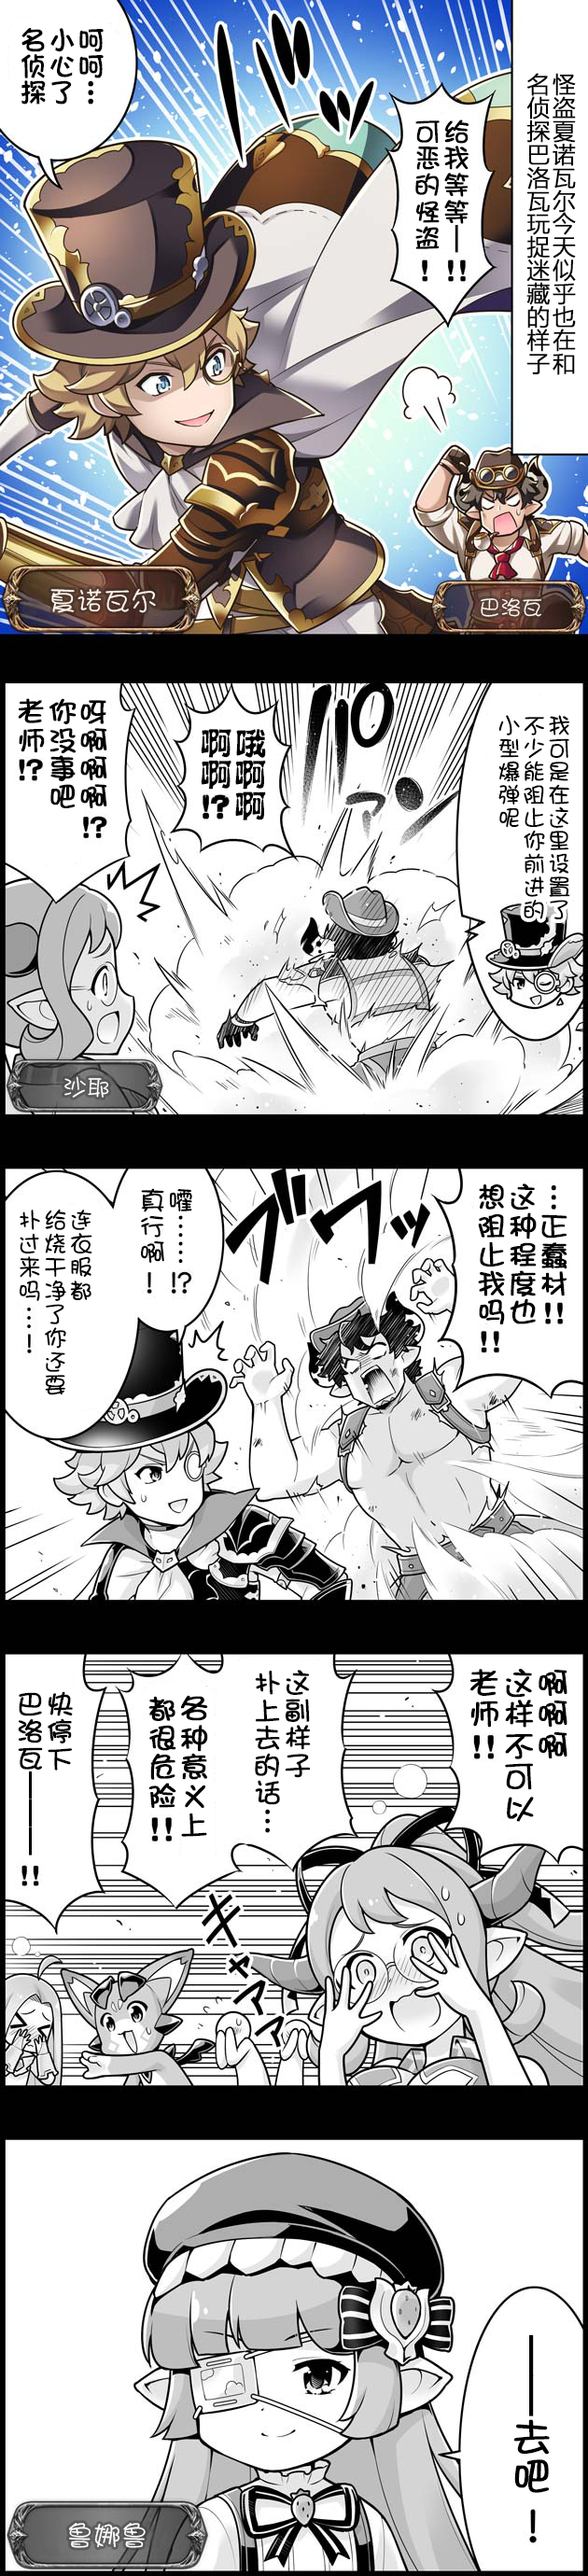 怪盗夏诺瓦尔今天似乎也在和
名侦探巴洛瓦玩捉迷藏的样子
给我等等—!!
可恶的怪盗
！
呵呵…
小心了
名侦探
夏诺瓦尔
巴洛瓦
我可是在这里设置了
不少能阻止你前进的
小型爆弹呢
バーン
哦啊啊
啊啊!?
呀啊啊啊!?
你没事吧
老师!?
沙耶
…正蠢材!!
这种程度也
想阻止我吗!!
ブブッ
嚯……!?
真行啊！
连衣服都
给烧干净了你还要
扑过来吗…！
啊啊啊
这样不可以
老师!!
这副样子
扑上去的话…
各种意义上
都很危险!!
快停下
巴洛瓦——!!
キャアア
——去吧！
鲁娜鲁